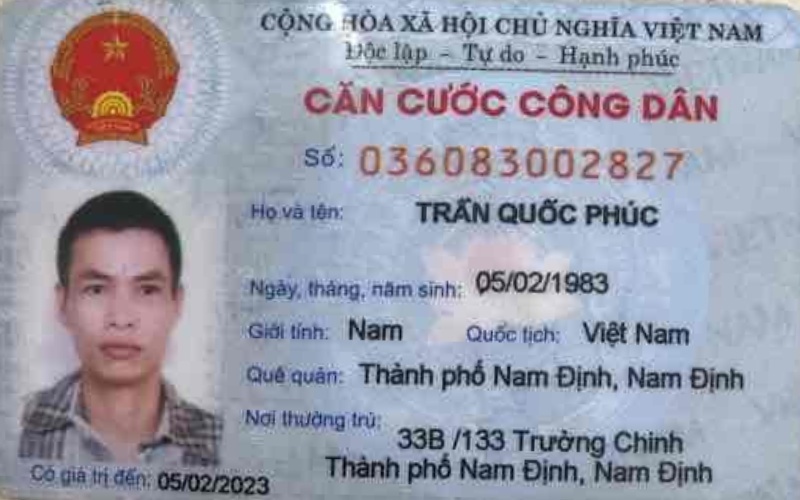 CỘNG HÒA XÃ HỘI CHỦ NGHĨA VIỆT NAM
Độc lập - Tự do - Hạnh phúc
CĂN CƯỚC CÔNG DÂN
Số: 036083002827
Họ và tên: TRẦN QUỐC PHÚC
Ngày, tháng, năm sinh: 05/02/1983
Giới tính: Nam Quốc tịch: Việt Nam
Quê quán: Thành phố Nam Định, Nam Định
Nơi thường trú: 33B /133 Trường Chinh
Thành phố Nam Định, Nam Định
Có giá trị đến: 05/02/2023